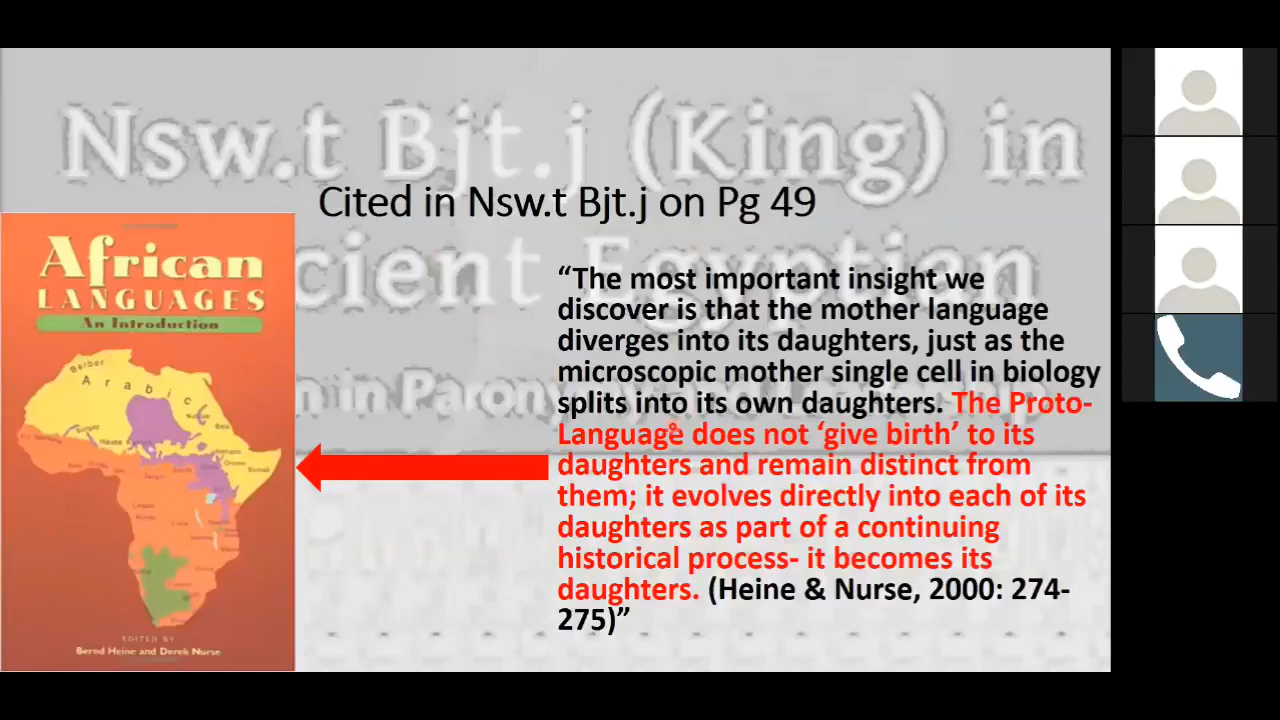 Nsw.t Bjt.j (King) in
Cited in Nsw.t Bjt.j on Pg 49
cient Egyptian
n in Parony
African
LANGUAGES
An Introduction
Berber
Arabic
EDITED BY
Bernd Heine and Derek Nurse
“The most important insight we
discover is that the mother language
diverges into its daughters, just as the
microscopic mother single cell in biology
splits into its own daughters. The Proto-
Language does not ‘give birth’ to its
daughters and remain distinct from
them; it evolves directly into each of its
daughters as part of a continuing
historical process- it becomes its
daughters. (Heine & Nurse, 2000: 274-
275)”